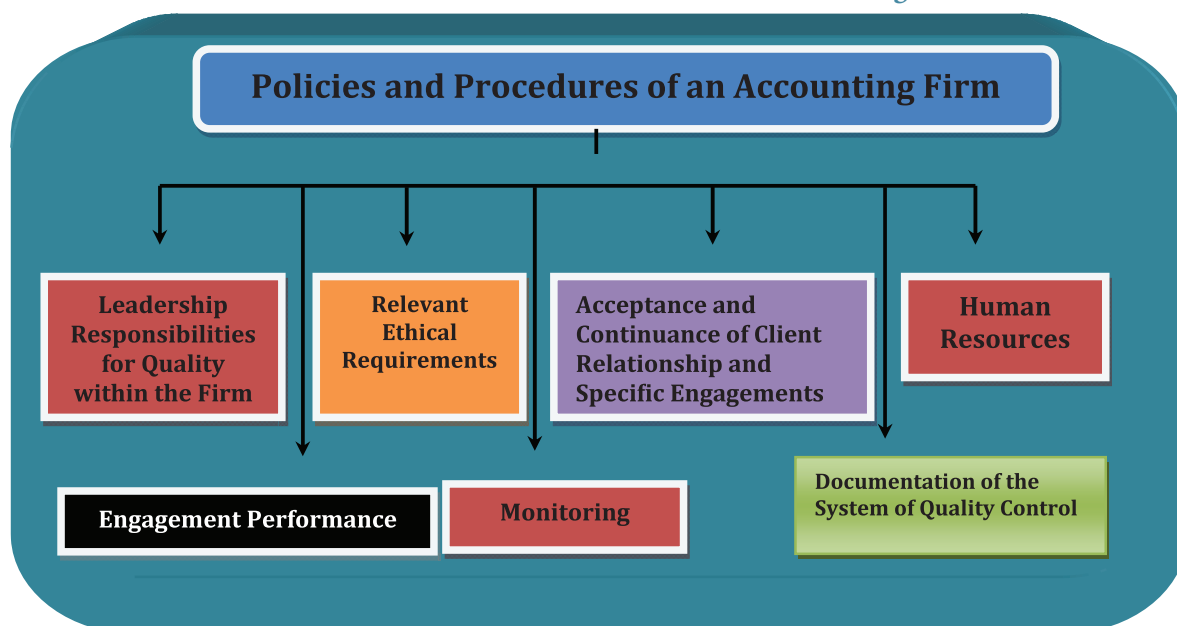 Policies and Procedures of an Accounting Firm
Leadership
Responsibilities
for Quality
within the Firm
Relevant
Ethical
Requirements
Acceptance and
Continuance of Client
Relationship and
Specific Engagements
Human
Resources
Engagement Performance
Monitoring
Documentation of the
System of Quality Control